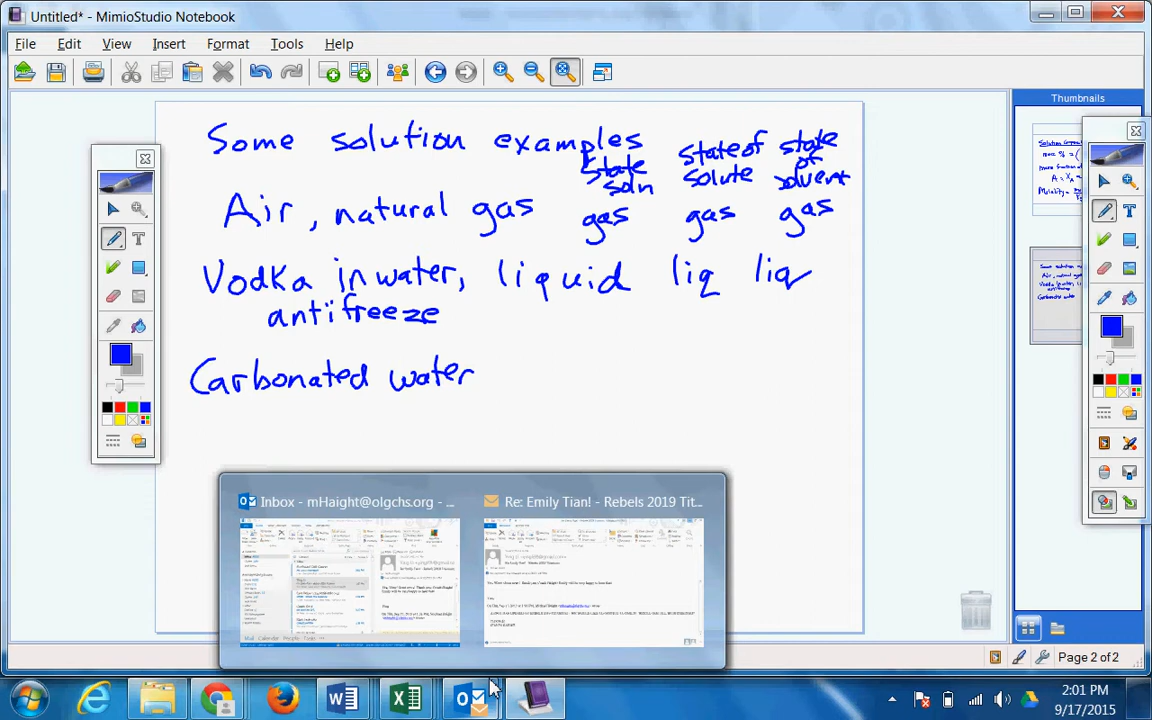 Untitled* - MimioStudio Notebook
File Edit View Insert Format Tools Help
Thumbnails
Some solution examples
state soln
state of solute
state of solvent
Air, natural gas gas gas gas
Vodka in water, liquid liq liq
antifreeze
Carbonated water
Inbox - mHaight@olgchs.org - ...
Re: Emily Tian! - Rebels 2019 Tit...
Page 2 of 2
2:01 PM
9/17/2015